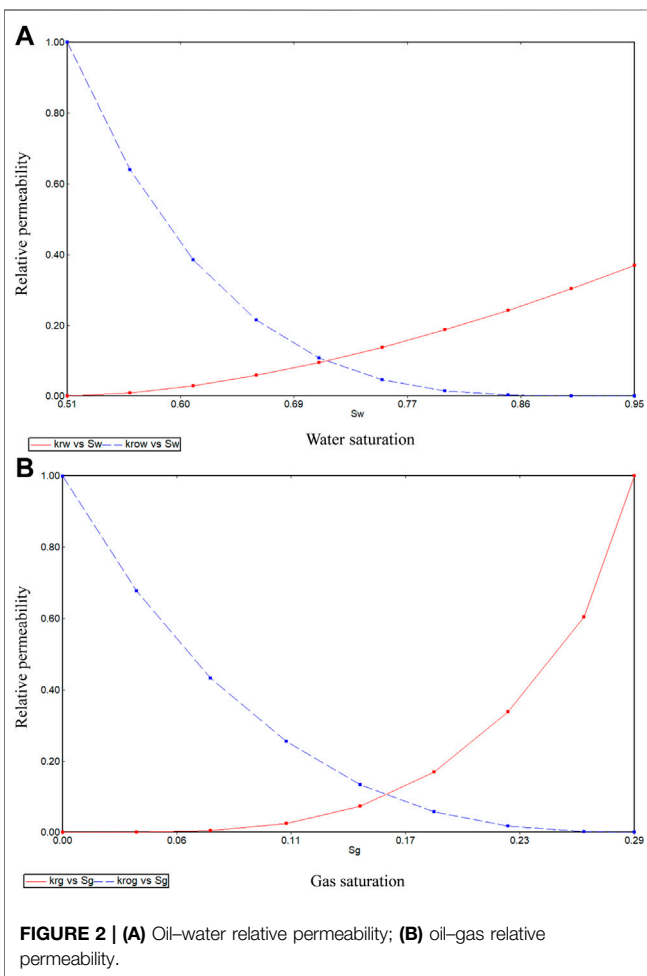 A
1.00
0.80
0.60
0.40
0.20
0.00
Relative permeability
0.51 0.60 0.69 0.77 0.86 0.95
Sw
krw vs Sw krow vs Sw
Water saturation
B
1.00
0.80
0.60
0.40
0.20
0.00
Relative permeability
0.00 0.06 0.11 0.17 0.23 0.29
Sg
krg vs Sg krog vs Sg
Gas saturation
FIGURE 2 | (A) Oil–water relative permeability; (B) oil–gas relative
permeability.